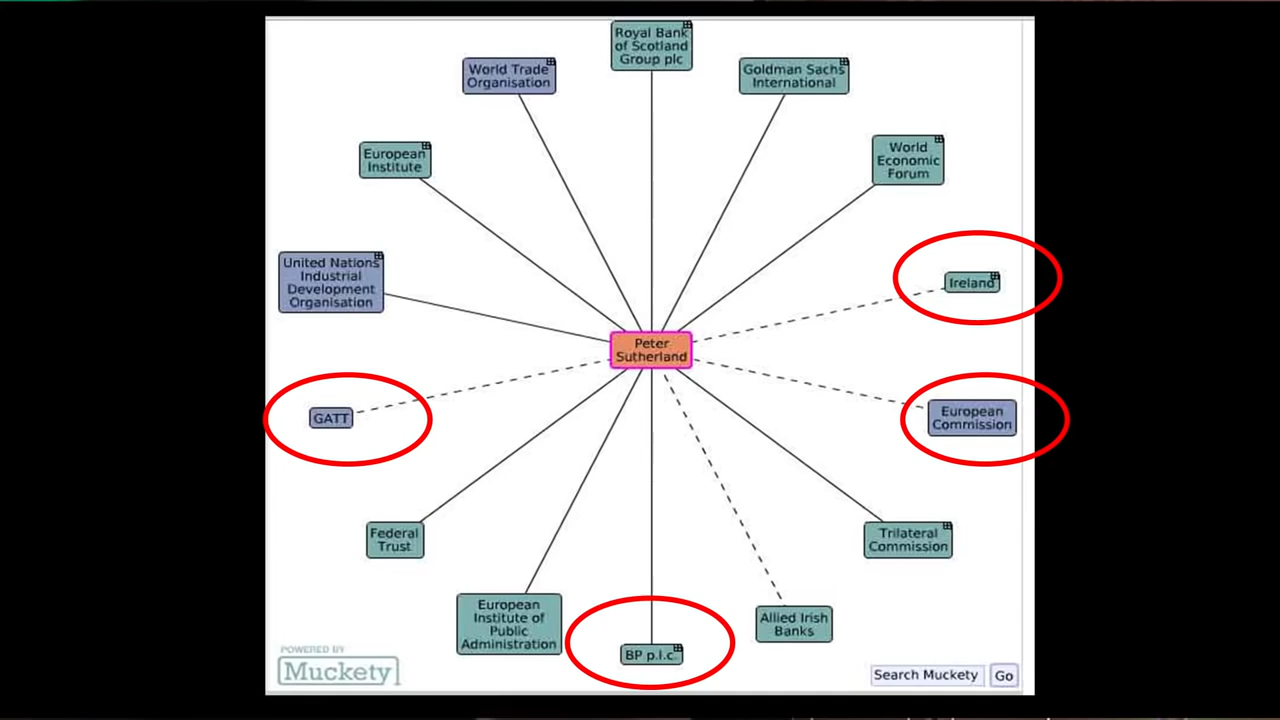 Royal Bank
of Scotland
Group plc
World Trade
Organisation
Goldman Sachs
International
European
Institute
World
Economic
Forum
United Nations
Industrial
Development
Organisation
Ireland
Peter
Sutherland
GATT
European
Commission
Federal
Trust
Trilateral
Commission
European
Institute of
Public
Administration
BP p.l.c.
Allied Irish
Banks
POWERED BY
Muckety
Search Muckety
Go